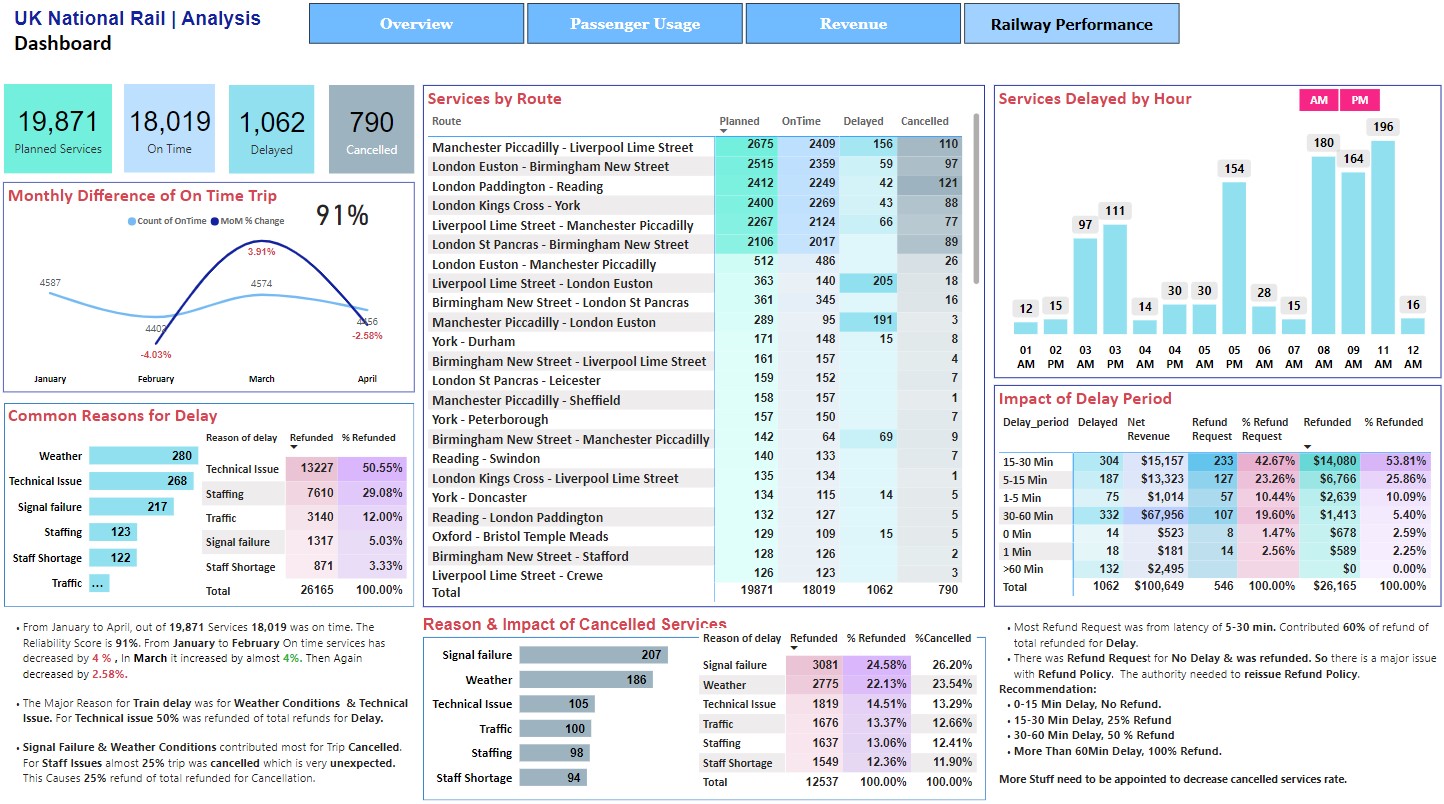 UK National Rail | Analysis
Dashboard
Overview
Passenger Usage
Revenue
Railway Performance
19,871
Planned Services
18,019
On Time
1,062
Delayed
790
Cancelled
Monthly Difference of On Time Trip
Count of OnTime MoM % Change
91%
4587
4402
4574
4456
-4.03%
3.91%
-2.58%
January February March April
Common Reasons for Delay
Weather 280
Technical Issue 268
Signal failure 217
Staffing 123
Staff Shortage 122
Traffic ...
Reason of delay Refunded % Refunded
Technical Issue 13227 50.55%
Staffing 7610 29.08%
Traffic 3140 12.00%
Signal failure 1317 5.03%
Staff Shortage 871 3.33%
Total 26165 100.00%
• From January to April, out of 19,871 Services 18,019 was on time. The
Reliability Score is 91%. From January to February On time services has
decreased by 4 % , In March it increased by almost 4%. Then Again
decreased by 2.58%.
• The Major Reason for Train delay was for Weather Conditions & Technical
Issue. For Technical issue 50% was refunded of total refunds for Delay.
• Signal Failure & Weather Conditions contributed most for Trip Cancelled.
For Staff Issues almost 25% trip was cancelled which is very unexpected.
This Causes 25% refund of total refunded for Cancellation.
Services by Route
Route Planned OnTime Delayed Cancelled
Manchester Piccadilly - Liverpool Lime Street 2675 2409 156 110
London Euston - Birmingham New Street 2515 2359 59 97
London Paddington - Reading 2412 2249 42 121
London Kings Cross - York 2400 2269 43 88
Liverpool Lime Street - Manchester Piccadilly 2267 2124 66 77
London St Pancras - Birmingham New Street 2106 2017 89
London Euston - Manchester Piccadilly 512 486 26
Liverpool Lime Street - London Euston 363 140 205 18
Birmingham New Street - London St Pancras 361 345 16
Manchester Piccadilly - London Euston 289 95 191 3
York - Durham 171 148 15 8
Birmingham New Street - Liverpool Lime Street 161 157 4
London St Pancras - Leicester 159 152 7
Manchester Piccadilly - Sheffield 158 157 1
York - Peterborough 157 150 7
Birmingham New Street - Manchester Piccadilly 142 64 69 9
Reading - Swindon 140 133 7
London Kings Cross - Leicester 135 134 1
York - Doncaster 134 115 14 5
Reading - London Paddington 132 127 5
Oxford - Bristol Temple Meads 129 109 15 5
Birmingham New Street - Stafford 128 126 2
Liverpool Lime Street - Crewe 126 123 3
Total 19871 18019 1062 790
Reason & Impact of Cancelled Services
Signal failure 207
Weather 186
Technical Issue 105
Traffic 100
Staffing 98
Staff Shortage 94
Reason of delay Refunded % Refunded %Cancelled
Signal failure 3081 24.58% 26.20%
Weather 2775 22.13% 23.54%
Technical Issue 1819 14.51% 13.29%
Traffic 1676 13.37% 12.66%
Staffing 1637 13.06% 12.41%
Staff Shortage 1549 12.36% 11.90%
Total 12537 100.00% 100.00%
Services Delayed by Hour
AM PM
12 15 97 111 14 30 30 154 28 15 180 164 196 16
01 02 03 03 04 04 05 05 06 07 08 09 11 12
AM PM AM PM AM PM AM PM AM AM AM AM AM AM
Impact of Delay Period
Delay_period Delayed Net Refund % Refund Refunded % Refunded
Revenue Request Request
15-30 Min 304 $15,157 233 42.67% $14,080 53.81%
5-15 Min 187 $13,323 127 23.26% $6,766 25.86%
1-5 Min 75 $1,014 57 10.44% $2,639 10.09%
30-60 Min 332 $67,956 107 19.60% $1,413 5.40%
0 Min 14 $523 8 1.47% $678 2.59%
1 Min 18 $181 14 2.56% $589 2.25%
>60 Min 132 $2,495 $0 0.00%
Total 1062 $100,649 546 100.00% $26,165 100.00%
• Most Refund Request was from latency of 5-30 min. Contributed 60% of refund of
total refunded for Delay.
• There was Refund Request for No Delay & was refunded. So there is a major issue
with Refund Policy. The authority needed to reissue Refund Policy.
Recommendation:
• 0-15 Min Delay, No Refund.
• 15-30 Min Delay, 25% Refund
• 30-60 Min Delay, 50 % Refund
• More Than 60Min Delay, 100% Refund.
More Stuff need to be appointed to decrease cancelled services rate.